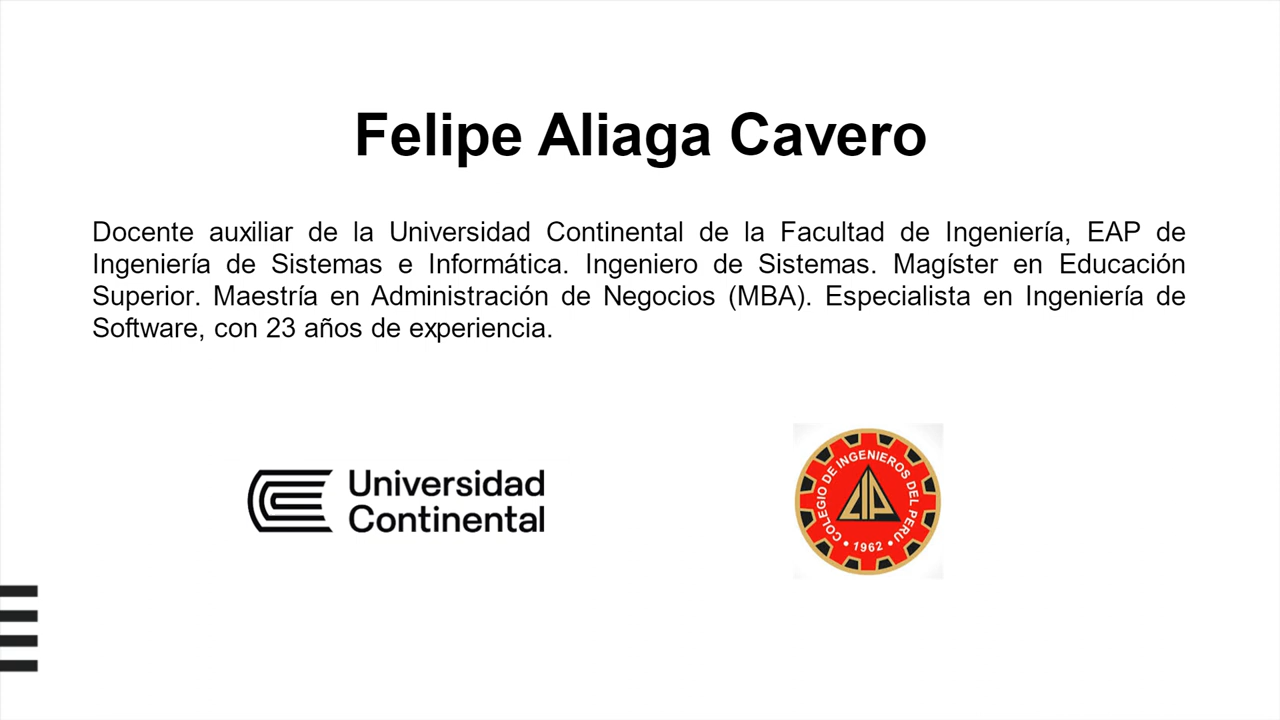 Felipe Aliaga Cavero
Docente auxiliar de la Universidad Continental de la Facultad de Ingeniería, EAP de
Ingeniería de Sistemas e Informática. Ingeniero de Sistemas. Magíster en Educación
Superior. Maestría en Administración de Negocios (MBA). Especialista en Ingeniería de
Software, con 23 años de experiencia.
Universidad
Continental
COLEGIO DE INGENIEROS DEL PERU
CIP
• 1962 •